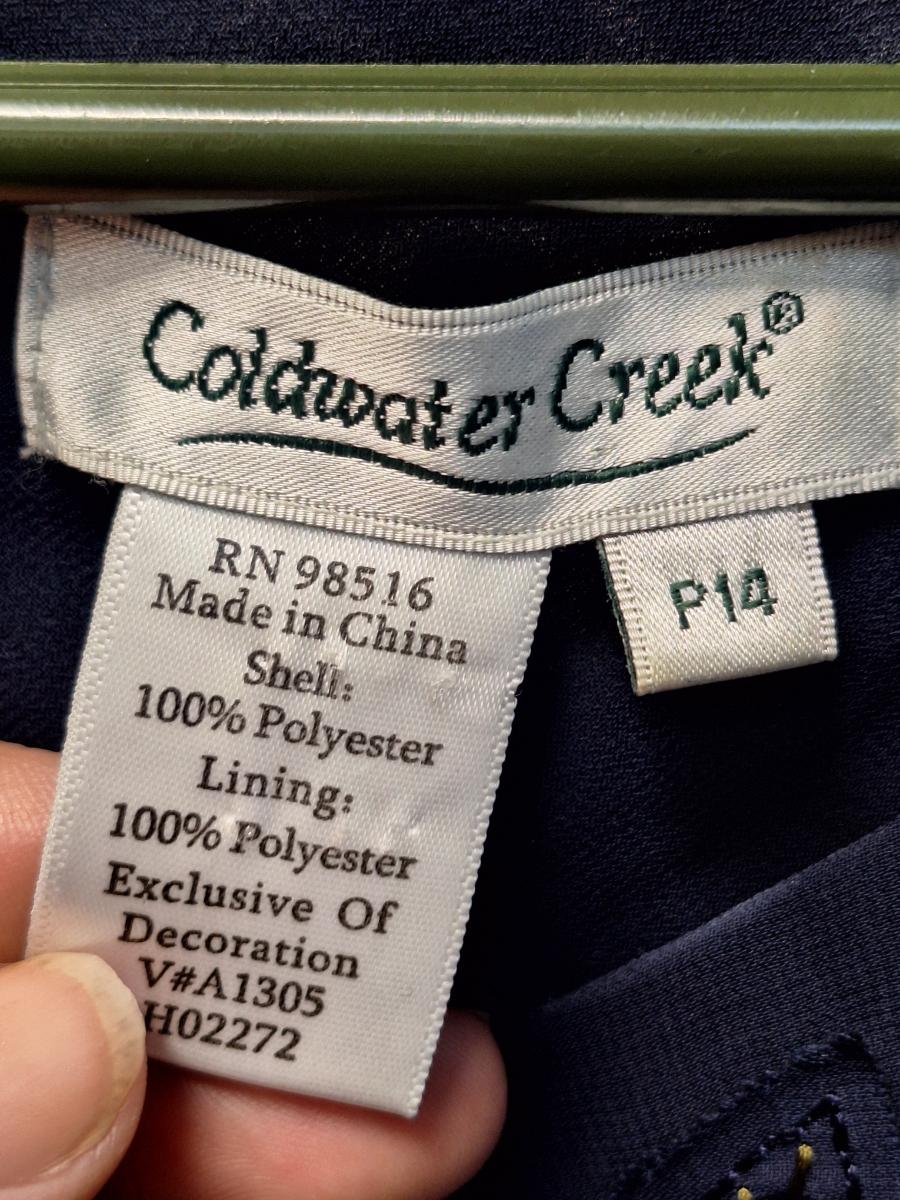 Coldwater Creek®
RN 98516
Made in China
Shell:
100% Polyester
Lining:
100% Polyester
Exclusive Of
Decoration
V#A1305
H02272
P14